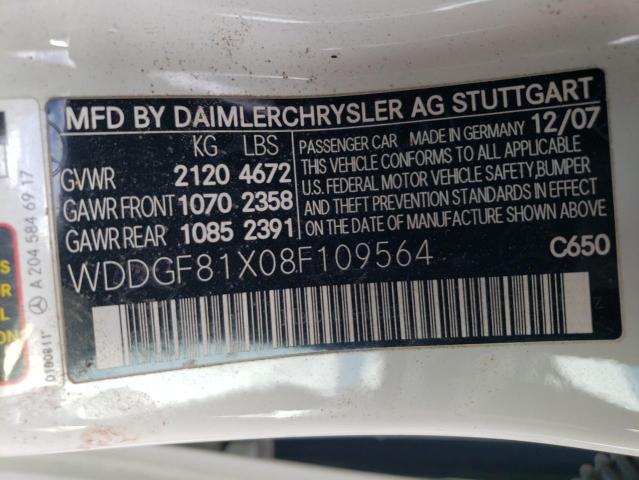 MFD BY DAIMLERCHRYSLER AG STUTTGART
KG LBS
GVWR 2120 4672
GAWR FRONT 1070 2358
GAWR REAR 1085 2391
PASSENGER CAR MADE IN GERMANY 12/07
THIS VEHICLE CONFORMS TO ALL APPLICABLE
U.S. FEDERAL MOTOR VEHICLE SAFETY, BUMPER
AND THEFT PREVENTION STANDARDS IN EFFECT
ON THE DATE OF MANUFACTURE SHOWN ABOVE
WDDGF81X08F109564
C650
A 204 584 69 17